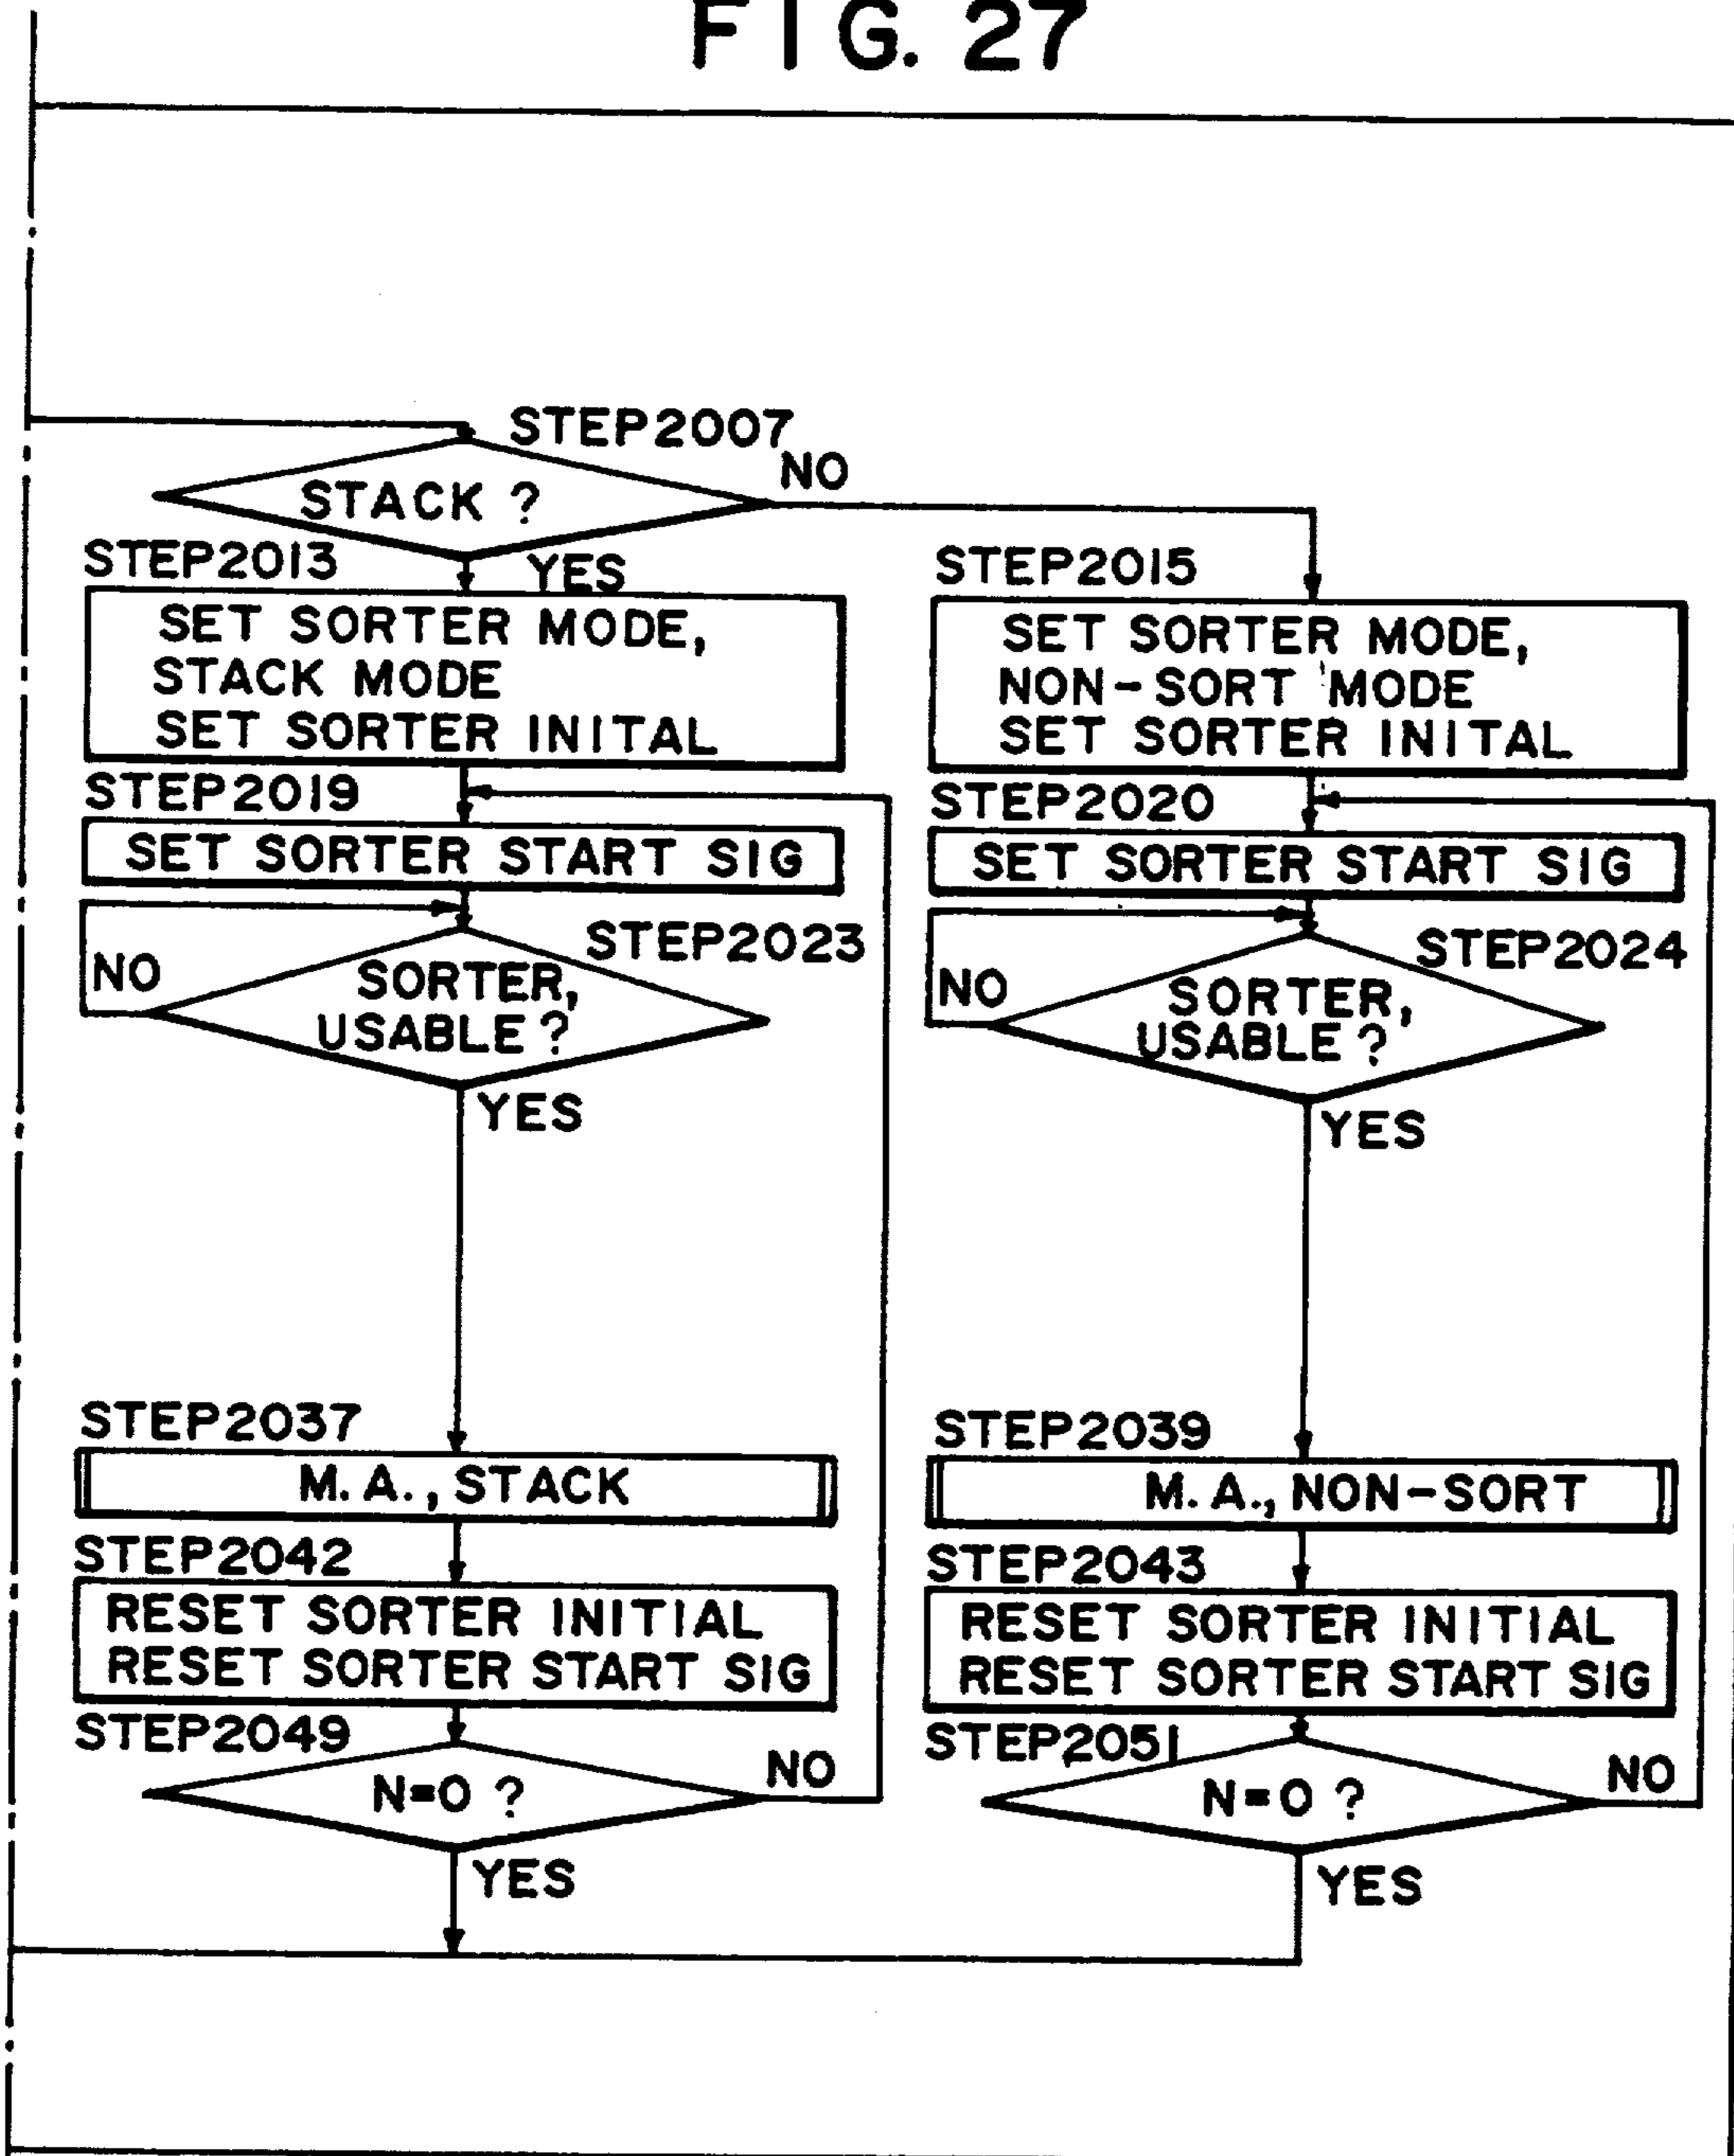 FIG. 27
STEP2007
STACK ?
NO
YES
STEP2013
SET SORTER MODE,
STACK MODE
SET SORTER INITAL
STEP2019
SET SORTER START SIG
STEP2023
NO
SORTER,
USABLE ?
YES
STEP2037
M. A., STACK
STEP2042
RESET SORTER INITIAL
RESET SORTER START SIG
STEP2049
N=0 ?
NO
YES
STEP2015
SET SORTER MODE,
NON-SORT MODE
SET SORTER INITAL
STEP2020
SET SORTER START SIG
STEP2024
NO
SORTER,
USABLE ?
YES
STEP2039
M. A., NON-SORT
STEP2043
RESET SORTER INITIAL
RESET SORTER START SIG
STEP2051
N=0 ?
NO
YES